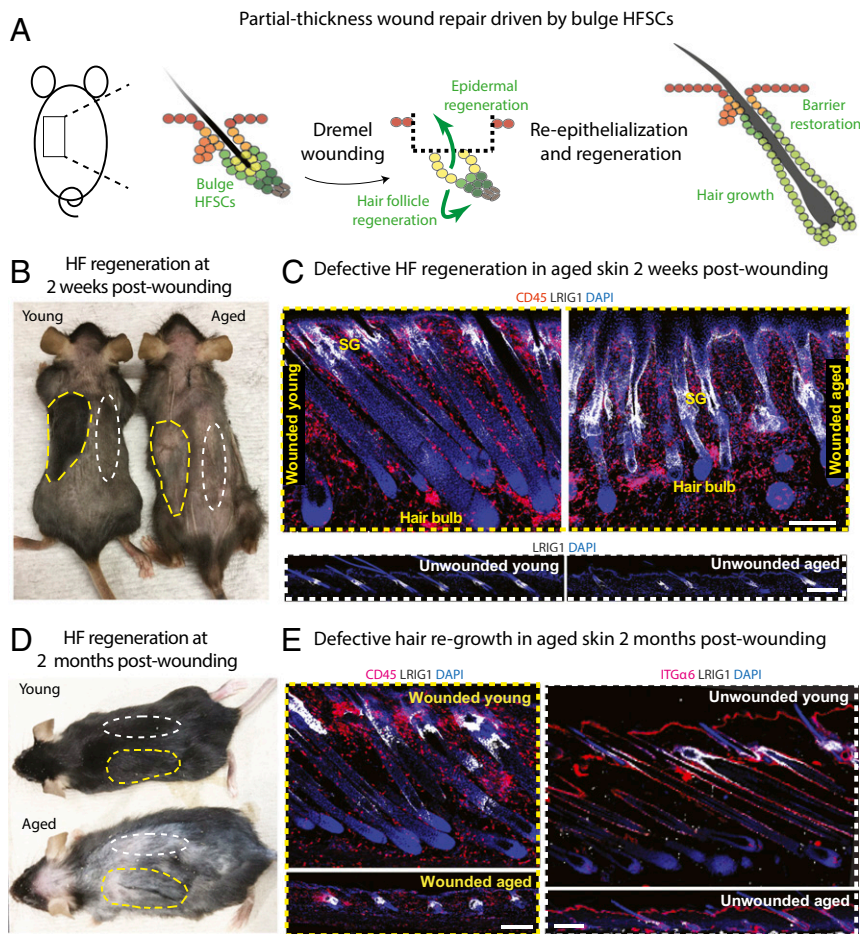 A
Partial-thickness wound repair driven by bulge HFSCs
Bulge
HFSCs
Dremel
wounding
Epidermal
regeneration
Hair follicle
regeneration
Re-epithelialization
and regeneration
Barrier
restoration
Hair growth
B
HF regeneration at
2 weeks post-wounding
Young
Aged
C
Defective HF regeneration in aged skin 2 weeks post-wounding
CD45 LRIG1 DAPI
Wounded young
SG
Hair bulb
SG
Hair bulb
Wounded aged
LRIG1 DAPI
Unwounded young
Unwounded aged
D
HF regeneration at
2 months post-wounding
Young
Aged
E
Defective hair re-growth in aged skin 2 months post-wounding
CD45 LRIG1 DAPI
Wounded young
Wounded aged
ITGα6 LRIG1 DAPI
Unwounded young
Unwounded aged